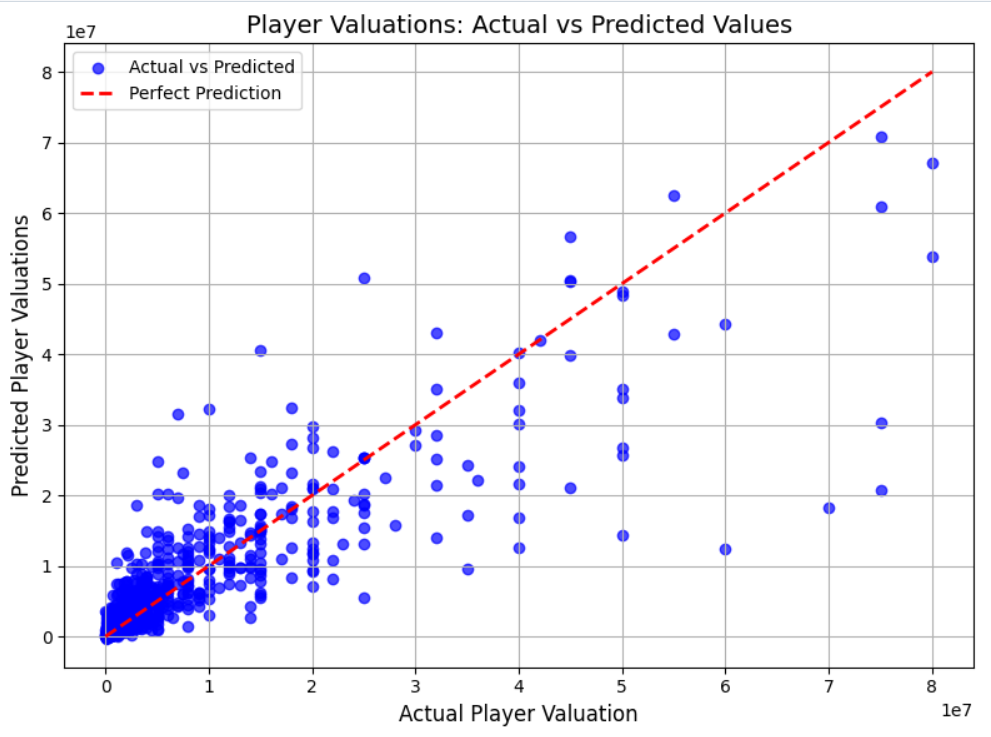 Player Valuations: Actual vs Predicted Values
1e7
Actual vs Predicted
Perfect Prediction
8
7
6
5
4
3
2
1
0
Predicted Player Valuations
0 1 2 3 4 5 6 7 8
1e7
Actual Player Valuation